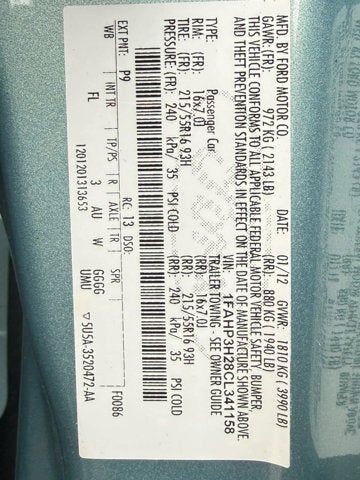 MFD. BY FORD MOTOR CO.
DATE: 01/12 GVWR: 1810 KG ( 3990 LB)
GAWR: (FR): 972 KG ( 2143 LB) (RR): 880 KG ( 1940 LB)
THIS VEHICLE CONFORMS TO ALL APPLICABLE FEDERAL MOTOR VEHICLE SAFETY, BUMPER
AND THEFT PREVENTION STANDARDS IN EFFECT ON THE DATE OF MANUFACTURE SHOWN ABOVE.
VIN: 1FAHP3H28CL341158
TYPE: Passenger Car TRAILER TOWING - SEE OWNER GUIDE
RIM: (FR): 16x7.0J (RR): 16x7.0J
TIRE: (FR): 215/55R16 93H (RR): 215/55R16 93H
PRESSURE: (FR): 240 kPa/ 35 PSI COLD (RR): 240 kPa/ 35 PSI COLD
EXT PNT: P9 RC: 13 DSO: F0086
WB INT TR TP/PS R AXLE TR SPR
FL 3 AU W GGGG
1201201313653 UMU 5U5A-3520472-AA